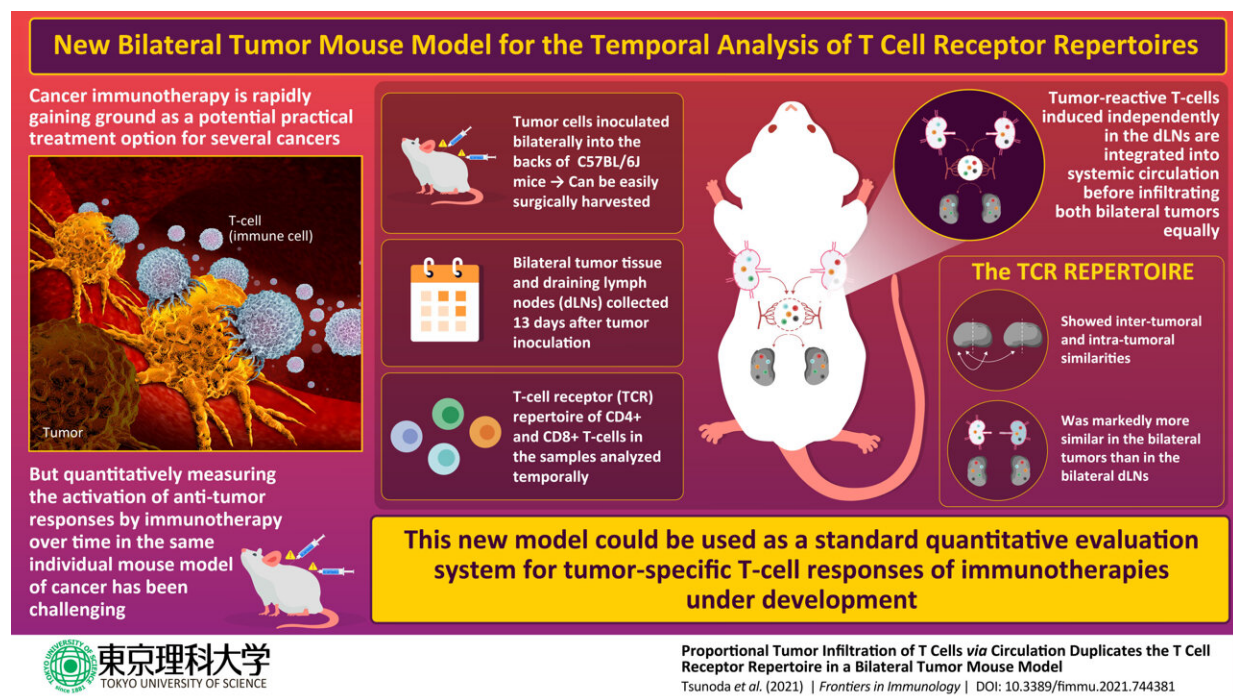 New Bilateral Tumor Mouse Model for the Temporal Analysis of T Cell Receptor Repertoires
Cancer immunotherapy is rapidly
gaining ground as a potential practical
treatment option for several cancers
T-cell
(immune cell)
Tumor
But quantitatively measuring
the activation of anti-tumor
responses by immunotherapy
over time in the same
individual mouse model
of cancer has been
challenging
Tumor cells inoculated
bilaterally into the
backs of C57BL/6J
mice → Can be easily
surgically harvested
Bilateral tumor tissue
and draining lymph
nodes (dLNs) collected
13 days after tumor
inoculation
T-cell receptor (TCR)
repertoire of CD4+
and CD8+ T-cells in
the samples analyzed
temporally
Tumor-reactive T-cells
induced independently
in the dLNs are
integrated into
systemic circulation
before infiltrating
both bilateral tumors
equally
The TCR REPERTOIRE
Showed inter-tumoral
and intra-tumoral
similarities
Was markedly more
similar in the bilateral
tumors than in the
bilateral dLNs
This new model could be used as a standard quantitative evaluation
system for tumor-specific T-cell responses of immunotherapies
under development
TOKYO UNIVERSITY OF SCIENCE
since 1881
東京理科大学
TOKYO UNIVERSITY OF SCIENCE
Proportional Tumor Infiltration of T Cells via Circulation Duplicates the T Cell
Receptor Repertoire in a Bilateral Tumor Mouse Model
Tsunoda et al. (2021) | Frontiers in Immunology | DOI: 10.3389/fimmu.2021.744381